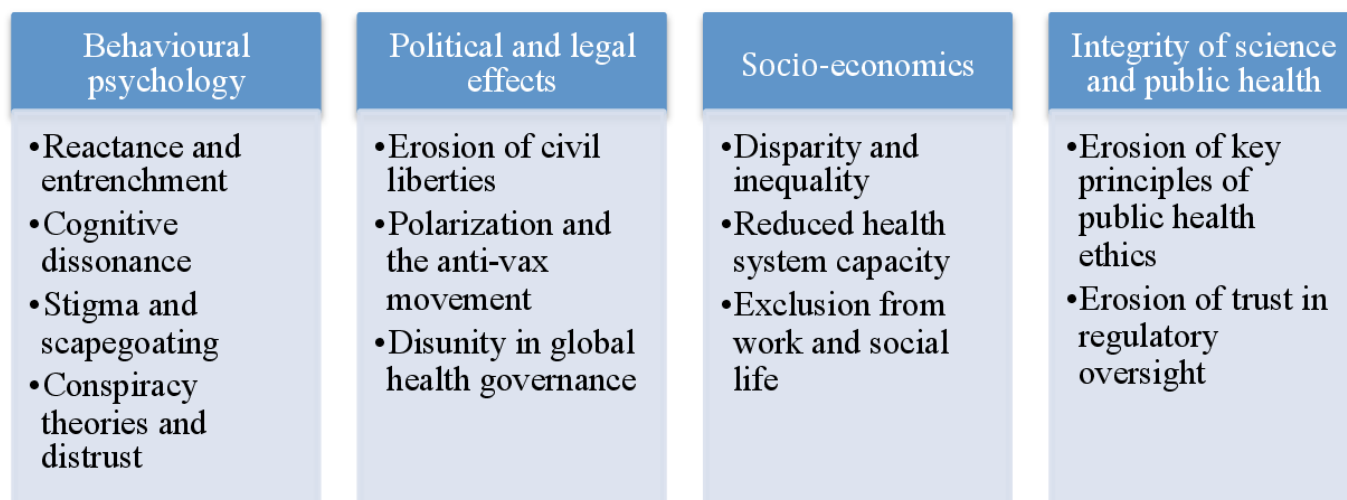 Behavioural
psychology
•Reactance and
entrenchment
•Cognitive
dissonance
•Stigma and
scapegoating
•Conspiracy
theories and
distrust
Political and legal
effects
•Erosion of civil
liberties
•Polarization and
the anti-vax
movement
•Disunity in global
health governance
Socio-economics
•Disparity and
inequality
•Reduced health
system capacity
•Exclusion from
work and social
life
Integrity of science
and public health
•Erosion of key
principles of
public health
ethics
•Erosion of trust in
regulatory
oversight